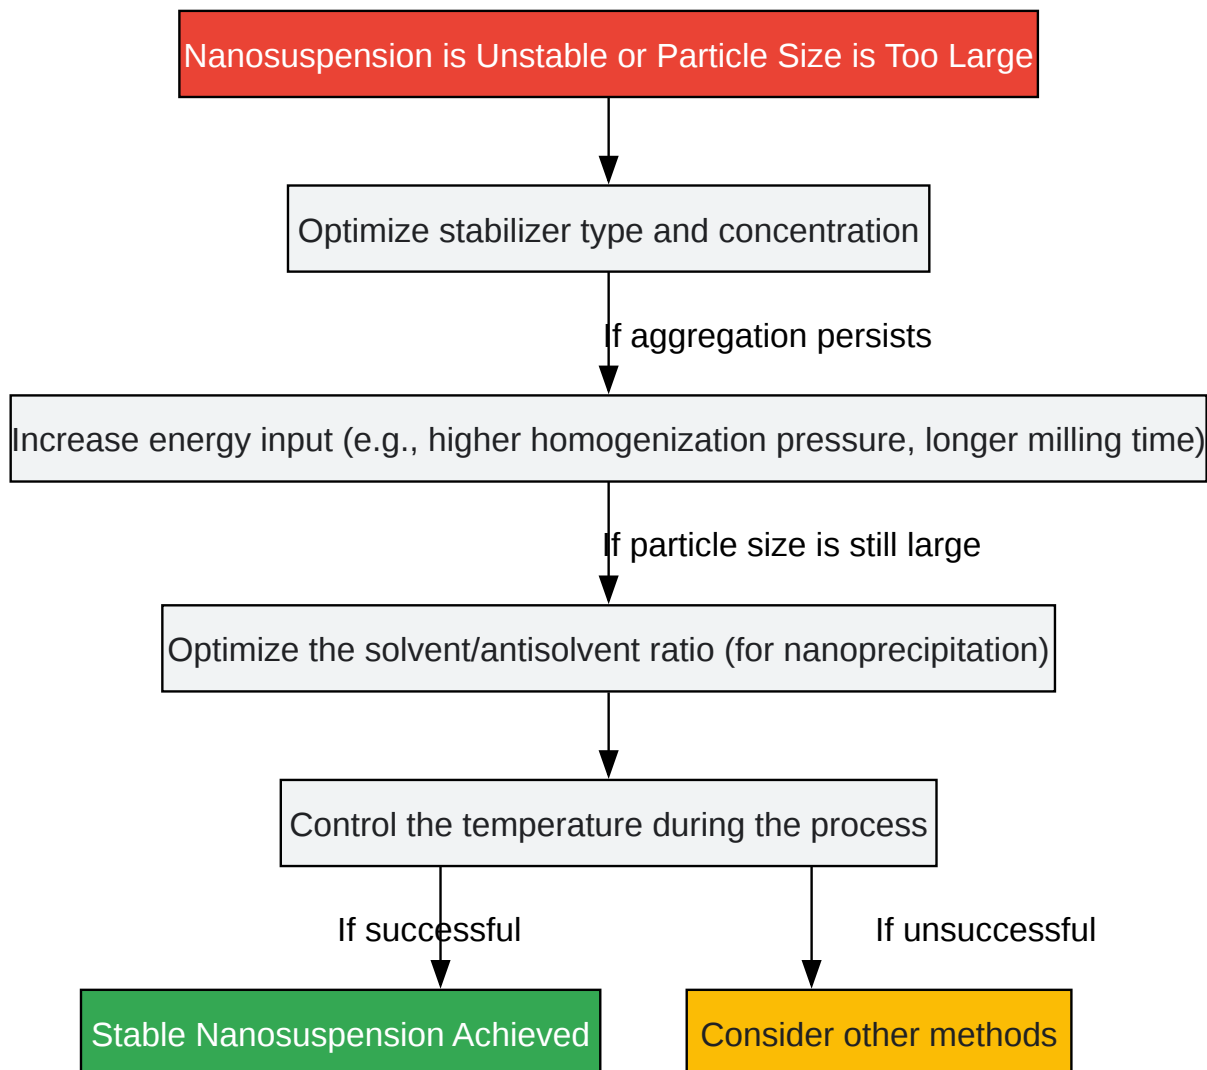 Nanosuspension is Unstable or Particle Size is Too Large
Optimize stabilizer type and concentration
If aggregation persists
Increase energy input (e.g., higher homogenization pressure, longer milling time)
If particle size is still large
Optimize the solvent/antisolvent ratio (for nanoprecipitation)
Control the temperature during the process
If successful
If unsuccessful
Stable Nanosuspension Achieved
Consider other methods